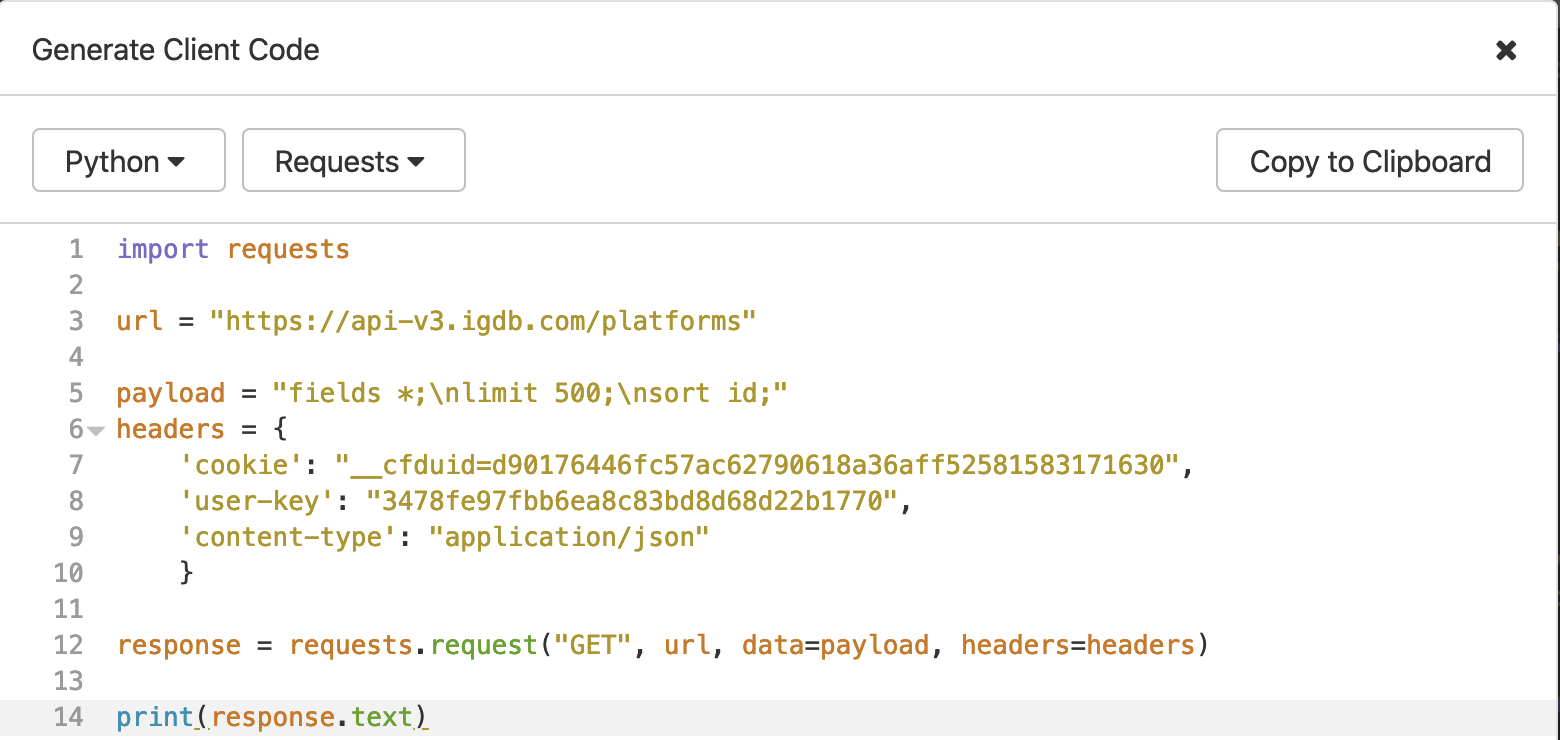 Generate Client Code
Python Requests Copy to Clipboard
1 import requests
2
3 url = "https://api-v3.igdb.com/platforms"
4
5 payload = "fields *;\nlimit 500;\nsort id;"
6 headers = {
7 'cookie': "__cfduid=d90176446fc57ac62790618a36aff52581583171630",
8 'user-key': "3478fe97fbb6ea8c83bd8d68d22b1770",
9 'content-type': "application/json"
10 }
11
12 response = requests.request("GET", url, data=payload, headers=headers)
13
14 print(response.text)